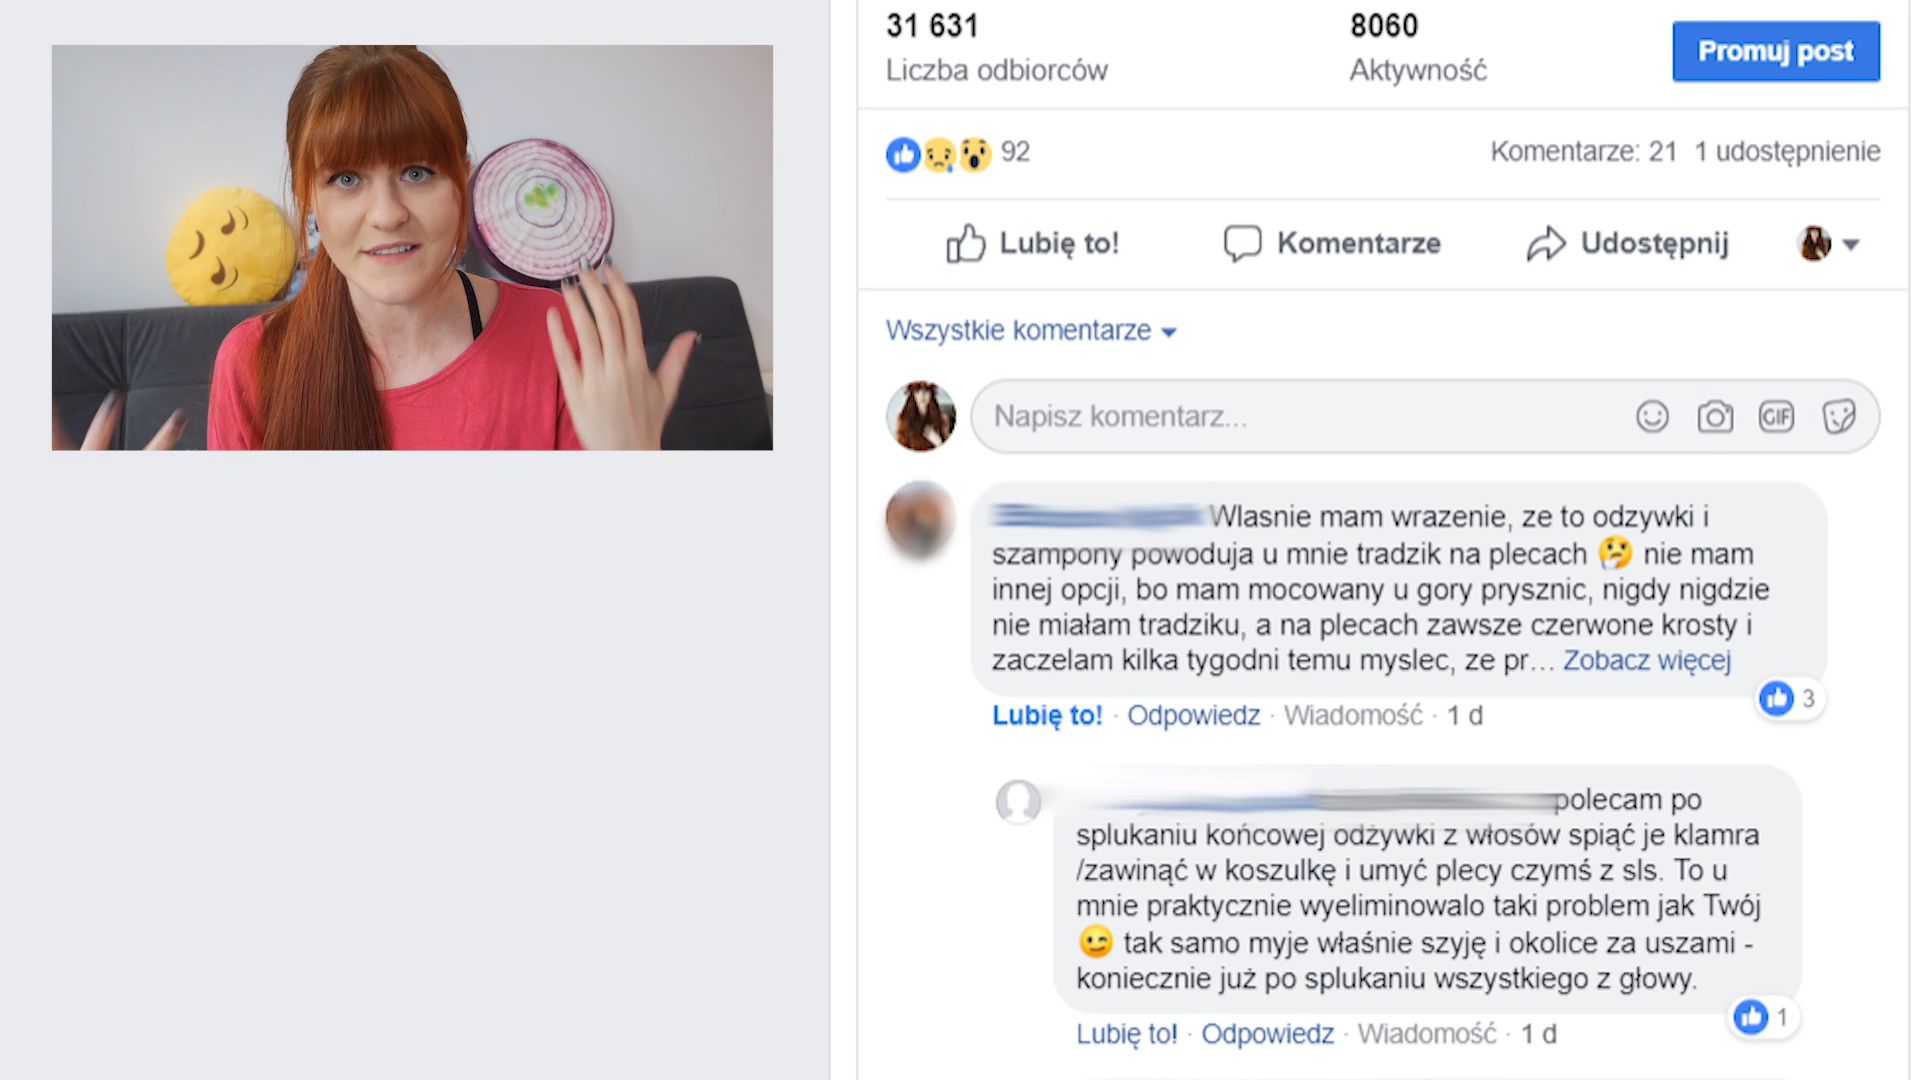 31 631
8060
Liczba odbiorców
Aktywność
Promuj post
92
Komentarze: 21 1 udostępnienie
Lubię to!
Komentarze
Udostępnij
Wszystkie komentarze
Napisz komentarz...
GIF
Wlasnie mam wrazenie, ze to odzywki i
szampony powoduja u mnie tradzik na plecach 🤔 nie mam
innej opcji, bo mam mocowany u gory prysznic, nigdy nigdzie
nie miałam tradziku, a na plecach zawsze czerwone krosty i
zaczelam kilka tygodni temu myslec, ze pr... Zobacz więcej
3
Lubię to! · Odpowiedz · Wiadomość · 1 d
polecam po
splukaniu końcowej odżywki z włosów spiąć je klamra
/zawinąć w koszulkę i umyć plecy czymś z sls. To u
mnie praktycznie wyeliminowalo taki problem jak Twój
😉 tak samo myje właśnie szyję i okolice za uszami -
koniecznie już po splukaniu wszystkiego z głowy.
1
Lubię to! · Odpowiedz · Wiadomość · 1 d